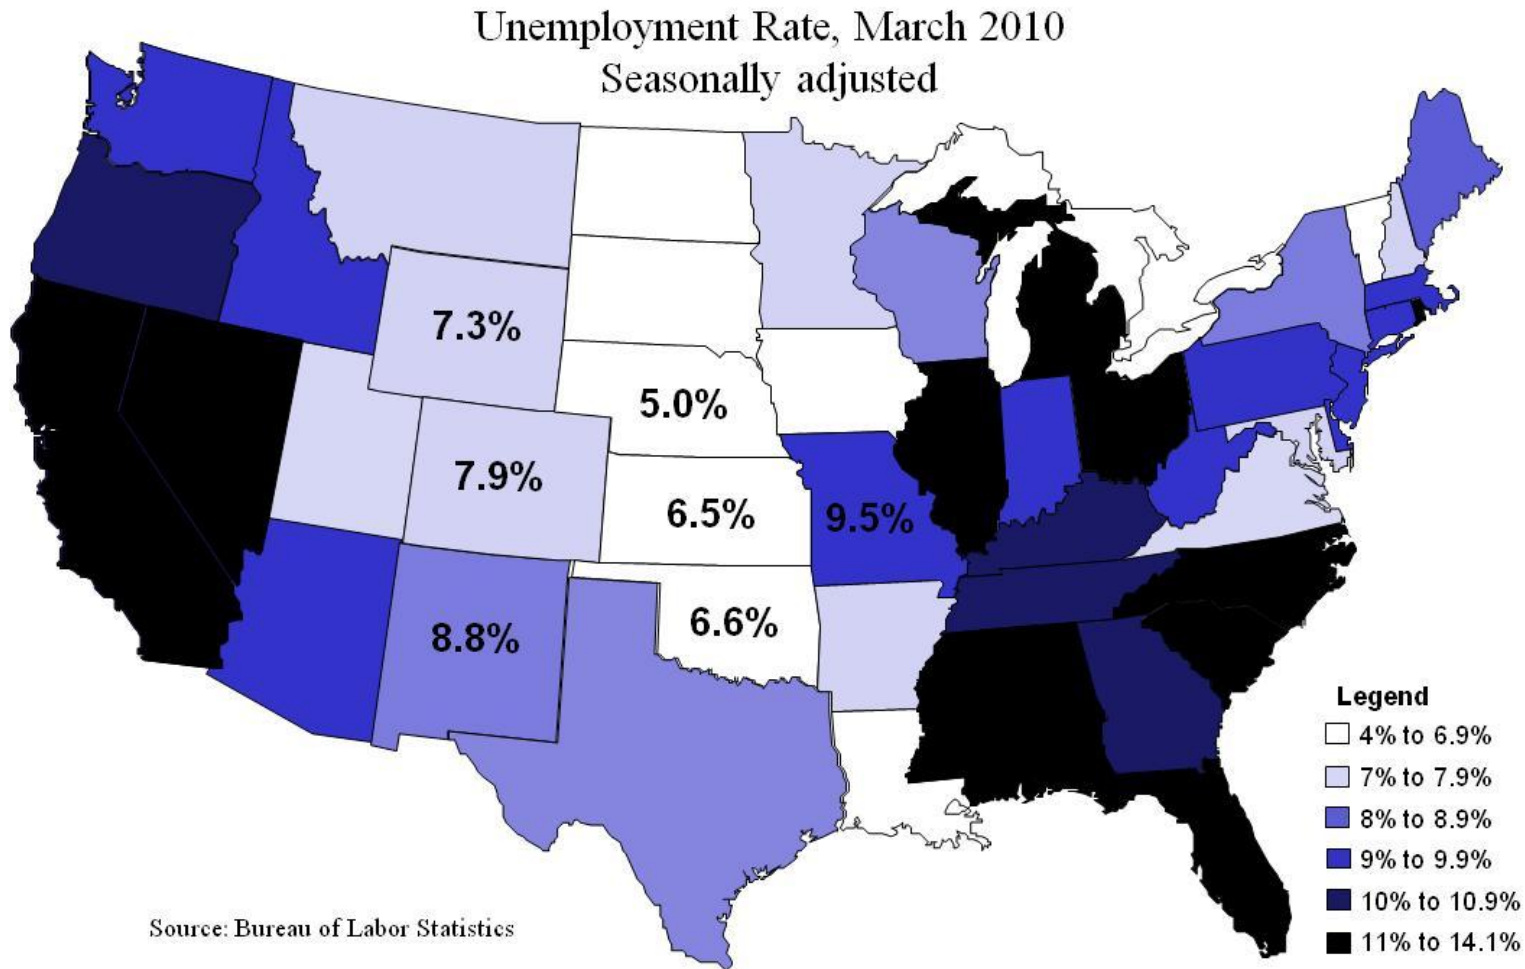 Unemployment Rate, March 2010
Seasonally adjusted
7.3%
5.0%
7.9%
6.5%
9.5%
6.6%
8.8%
Legend
4% to 6.9%
7% to 7.9%
8% to 8.9%
9% to 9.9%
10% to 10.9%
11% to 14.1%
Source: Bureau of Labor Statistics